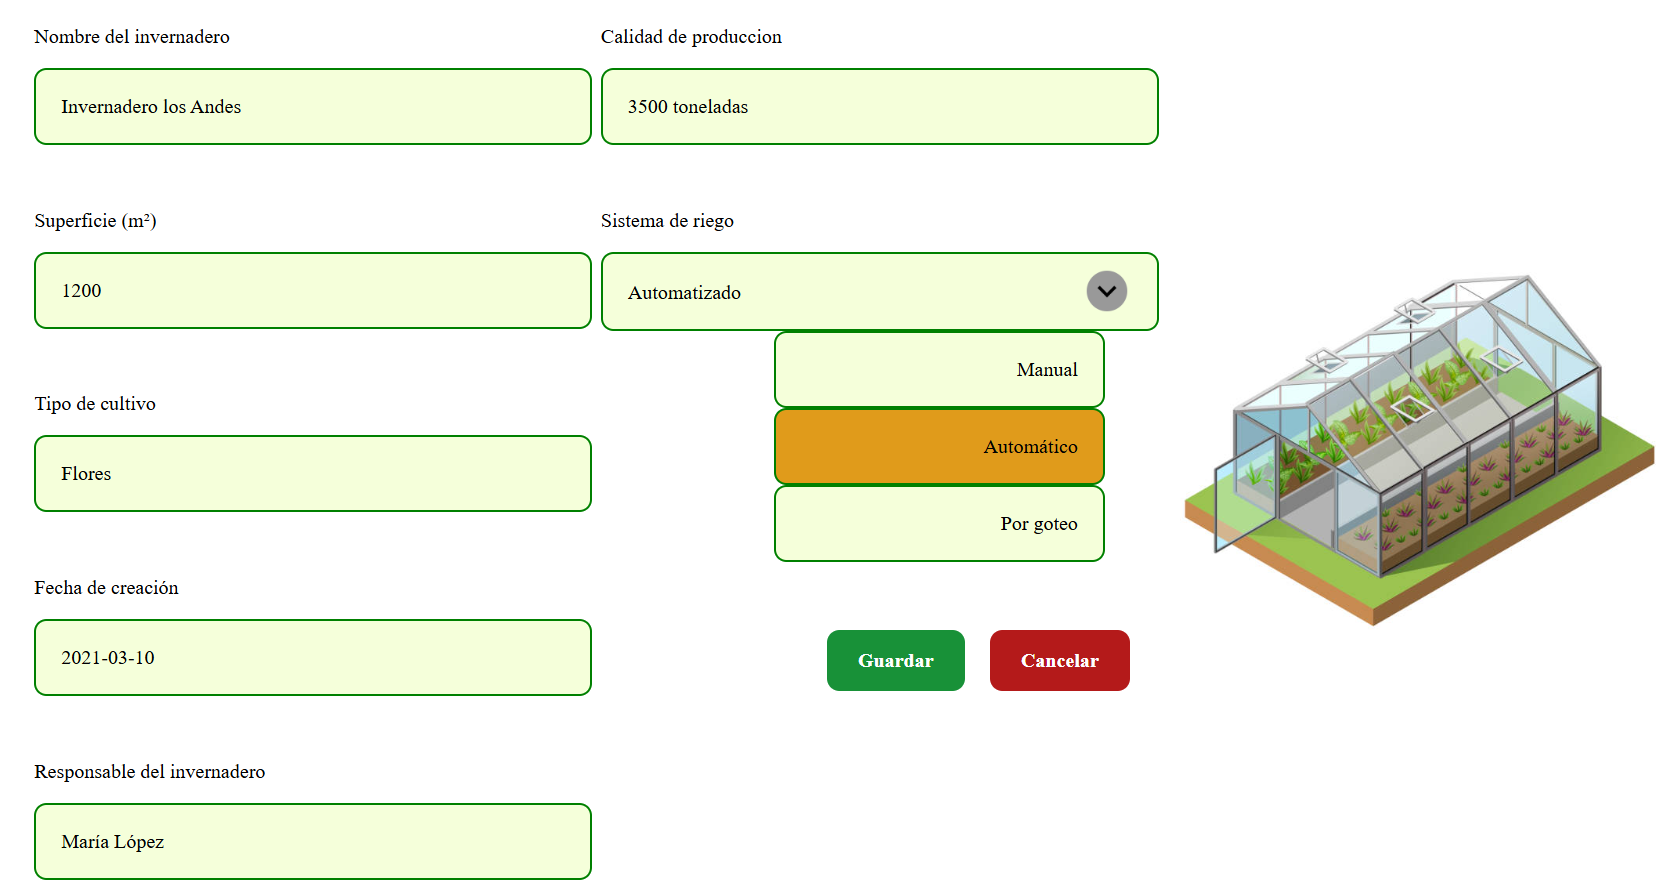 Nombre del invernadero
Invernadero los Andes
Calidad de produccion
3500 toneladas
Superficie (m²)
1200
Sistema de riego
Automatizado
Manual
Automático
Por goteo
Tipo de cultivo
Flores
Fecha de creación
2021-03-10
Guardar
Cancelar
Responsable del invernadero
María López